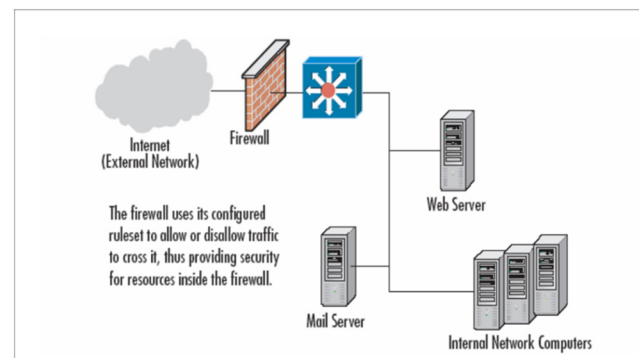 Internet
(External Network)
Firewall
Web Server
The firewall uses its configured
ruleset to allow or disallow traffic
to cross it, thus providing security
for resources inside the firewall.
Mail Server
Internal Network Computers